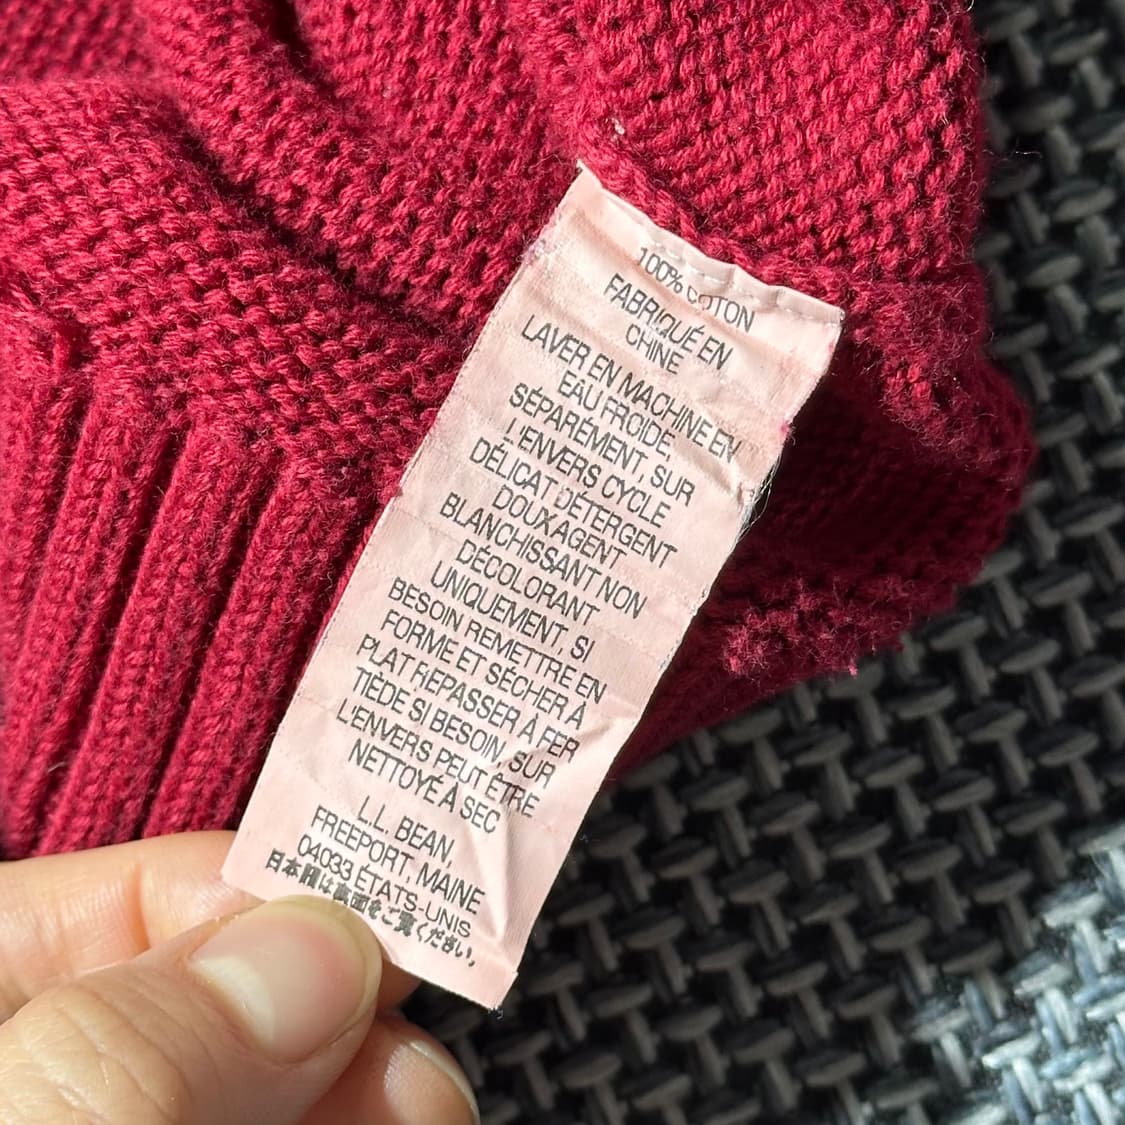 100% COTON
FABRIQUÉ EN
CHINE
LAVER EN MACHINE EN
EAU FROIDE,
SÉPARÉMENT, SUR
L'ENVERS CYCLE
DÉLICAT DÉTERGENT
DOUX AGENT
BLANCHISSANT NON
DÉCOLORANT
UNIQUEMENT, SI
BESOIN REMETTRE EN
FORME ET SÉCHER À
PLAT REPASSER À FER
TIÈDE SI BESOIN, SUR
L'ENVERS PEUT ÊTRE
NETTOYÉ À SEC
L.L. BEAN,
FREEPORT, MAINE
04033 ÉTATS-UNIS
日本語は裏面をご覧ください。